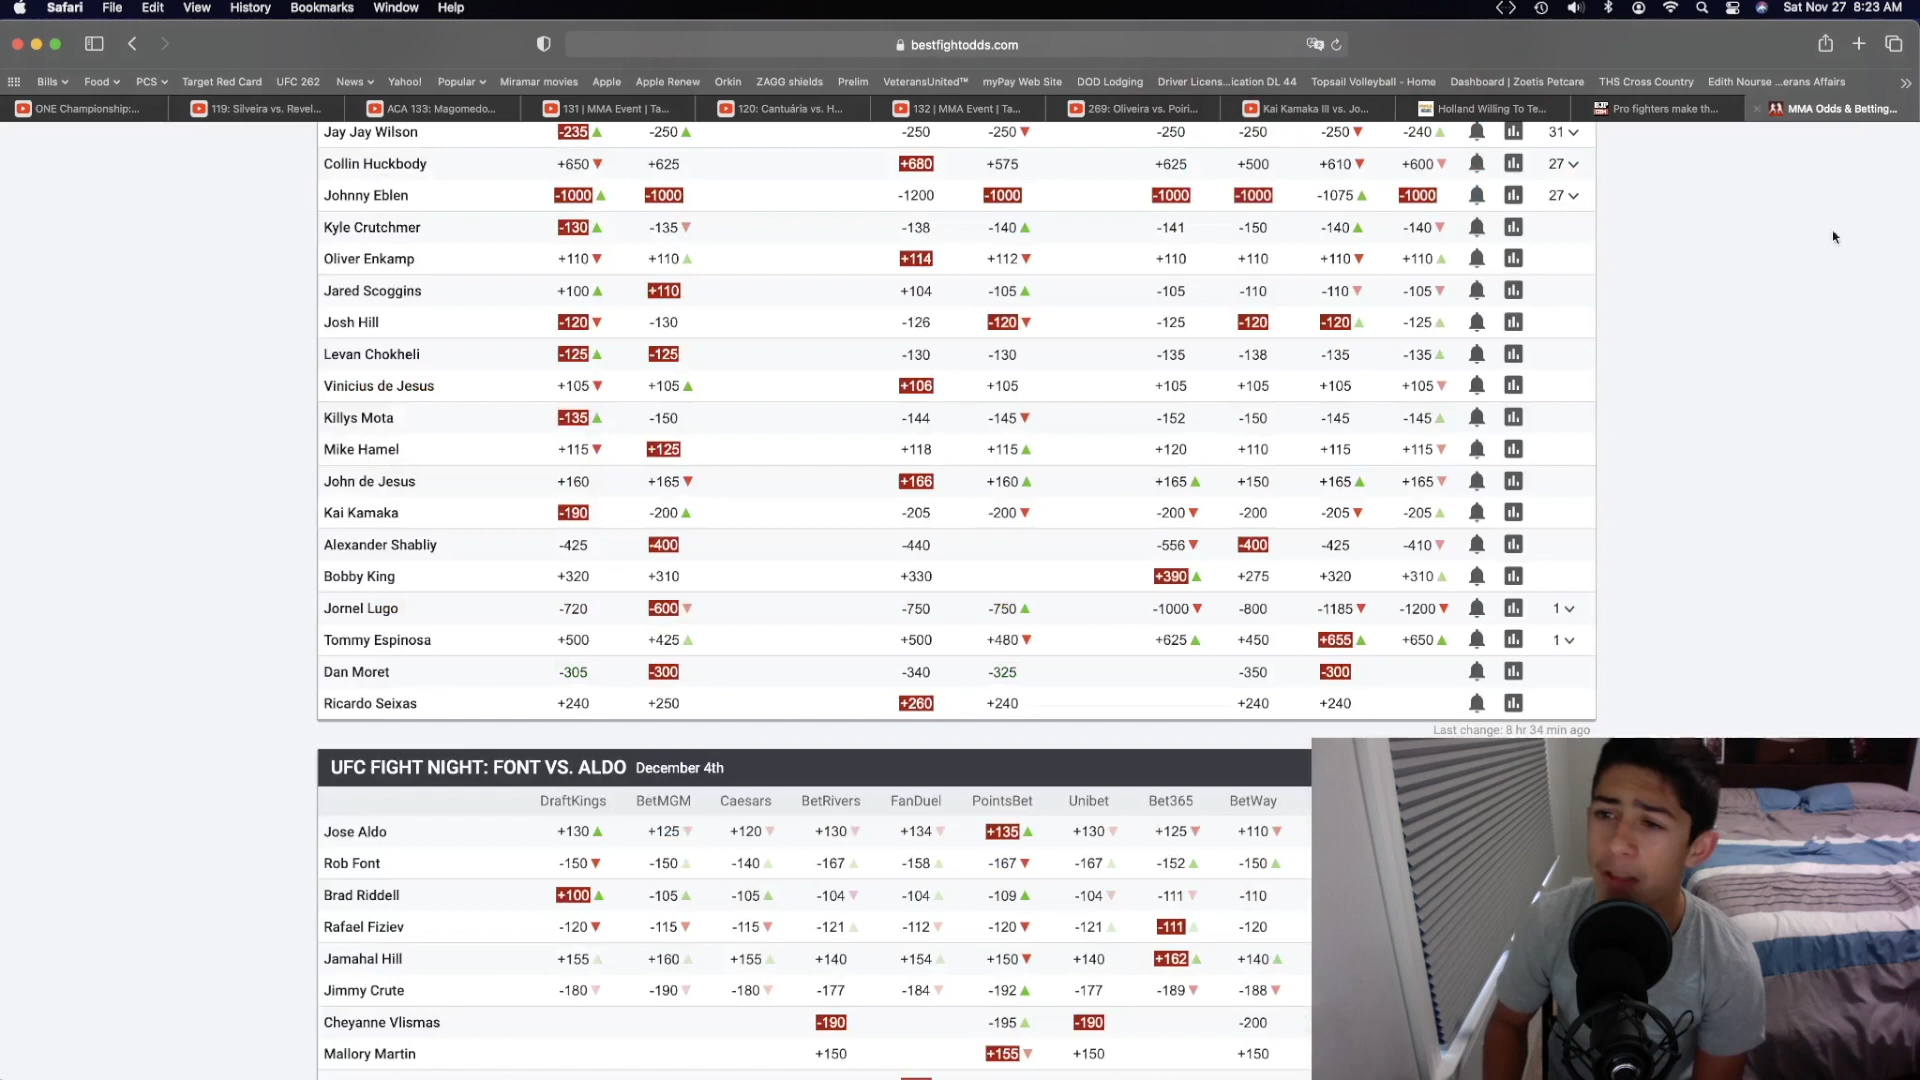 Safari File Edit View History Bookmarks Window Help Sat Nov 27 8:23 AM
bestfightodds.com
Bills Food PCS Target Red Card UFC 262 News Yahoo! Popular Miramar movies Apple Apple Renew Orkin ZAGG shields Prelim VeteransUnited™ myPay Web Site DOD Lodging Driver Licens...ication DL 44 Topsail Volleyball - Home Dashboard | Zoetis Petcare THS Cross Country Edith Nourse ...erans Affairs
ONE Championship:... 119: Silveira vs. Revel... ACA 133: Magomedo... 131 | MMA Event | Ta... 120: Cantuária vs. H... 132 | MMA Event | Ta... 269: Oliveira vs. Poiri... Kai Kamaka III vs. Jo... Holland Willing To Te... Pro fighters make th... MMA Odds & Betting...
Jay Jay Wilson -235 -250 -250 -250 -250 -250 -250 -240 31
Collin Huckbody +650 +625 +680 +575 +625 +500 +610 +600 27
Johnny Eblen -1000 -1000 -1200 -1000 -1000 -1000 -1075 -1000 27
Kyle Crutchmer -130 -135 -138 -140 -141 -150 -140 -140
Oliver Enkamp +110 +110 +114 +112 +110 +110 +110 +110
Jared Scoggins +100 +110 +104 -105 -105 -110 -110 -105
Josh Hill -120 -130 -126 -120 -125 -120 -120 -125
Levan Chokheli -125 -125 -130 -130 -135 -138 -135 -135
Vinicius de Jesus +105 +105 +106 +105 +105 +105 +105 +105
Killys Mota -135 -150 -144 -145 -152 -150 -145 -145
Mike Hamel +115 +125 +118 +115 +120 +110 +115 +115
John de Jesus +160 +165 +166 +160 +165 +150 +165 +165
Kai Kamaka -190 -200 -205 -200 -200 -200 -205 -205
Alexander Shabliy -425 -400 -440 -556 -400 -425 -410
Bobby King +320 +310 +330 +390 +275 +320 +310
Jornel Lugo -720 -600 -750 -750 -1000 -800 -1185 -1200 1
Tommy Espinosa +500 +425 +500 +480 +625 +450 +655 +650 1
Dan Moret -305 -300 -340 -325 -350 -300
Ricardo Seixas +240 +250 +260 +240 +240 +240
Last change: 8 hr 34 min ago
UFC FIGHT NIGHT: FONT VS. ALDO December 4th
DraftKings BetMGM Caesars BetRivers FanDuel PointsBet Unibet Bet365 BetWay
Jose Aldo +130 +125 +120 +130 +134 +135 +130 +125 +110
Rob Font -150 -150 -140 -167 -158 -167 -167 -152 -150
Brad Riddell +100 -105 -105 -104 -104 -109 -104 -111 -110
Rafael Fiziev -120 -115 -115 -121 -112 -120 -121 -111 -120
Jamahal Hill +155 +160 +155 +140 +154 +150 +140 +162 +140
Jimmy Crute -180 -190 -180 -177 -184 -192 -177 -189 -188
Cheyanne Vlismas -190 -195 -190 -200
Mallory Martin +150 +155 +150 +150